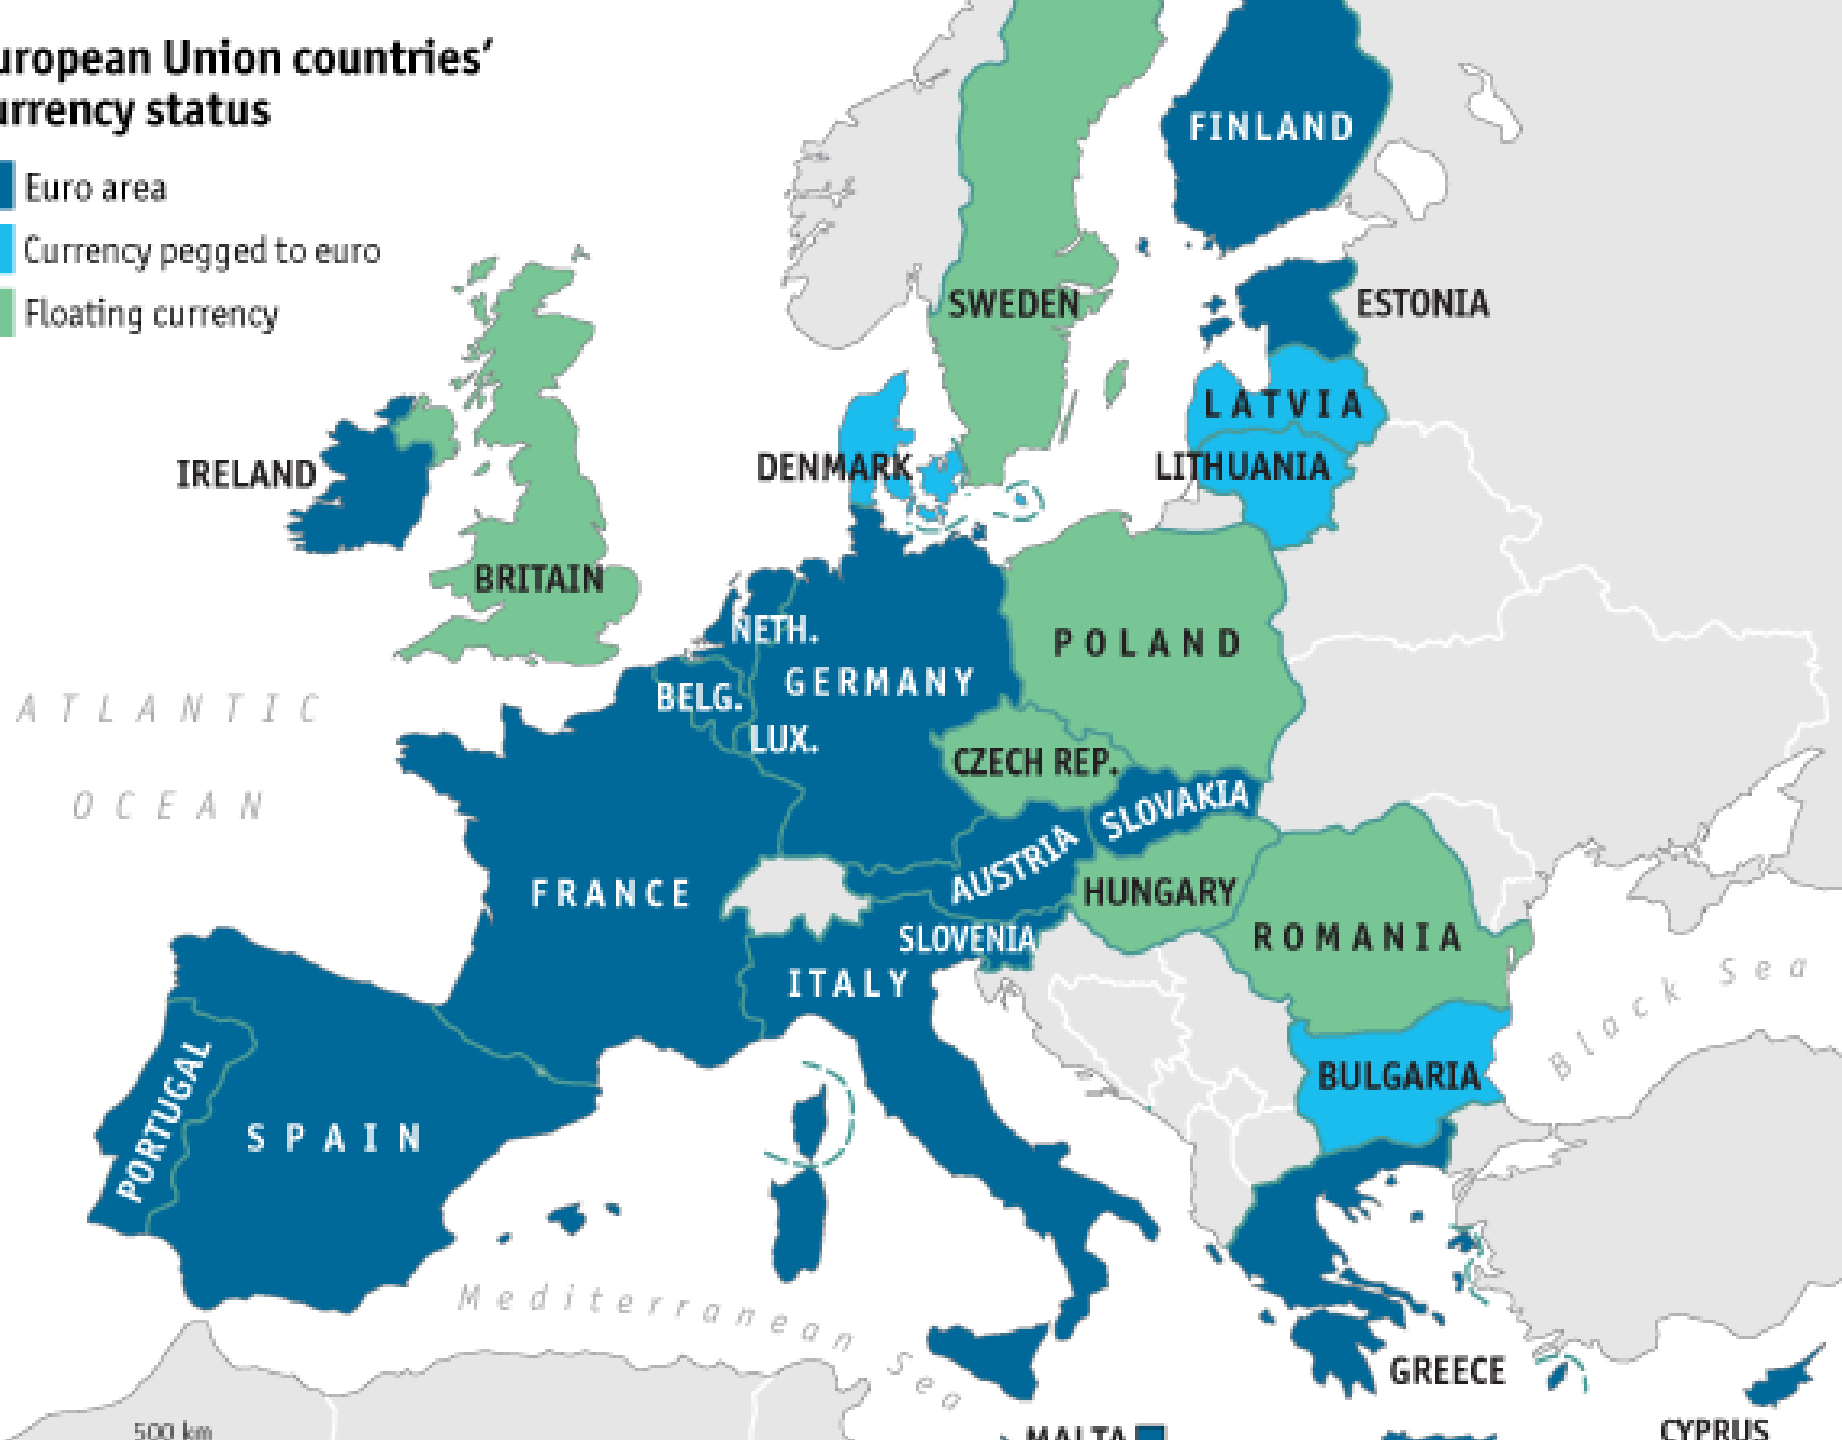 uropean Union countries'
urrency status
Euro area
Currency pegged to euro
Floating currency
FINLAND
SWEDEN
ESTONIA
LATVIA
DENMARK
LITHUANIA
IRELAND
BRITAIN
NETH.
POLAND
GERMANY
BELG.
ATLANTIC
OCEAN
LUX.
CZECH REP.
SLOVAKIA
AUSTRIA
FRANCE
HUNGARY
SLOVENIA
ROMANIA
ITALY
Black Sea
BULGARIA
PORTUGAL
SPAIN
Mediterranean Sea
GREECE
500 km
MALTA
CYPRUS